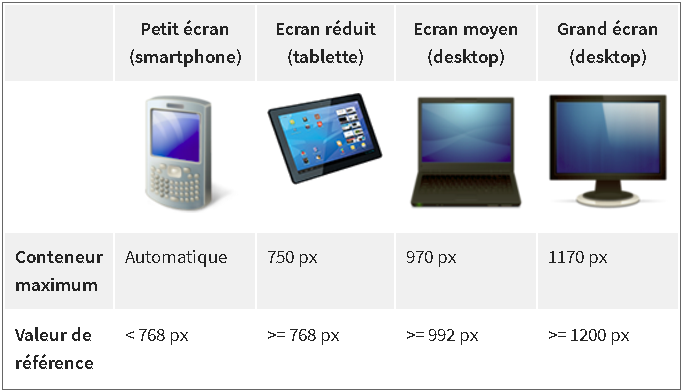 Petit écran
(smartphone)
Ecran réduit
(tablette)
Ecran moyen
(desktop)
Grand écran
(desktop)
Conteneur
maximum
Automatique
750 px
970 px
1170 px
Valeur de
référence
< 768 px
>= 768 px
>= 992 px
>= 1200 px